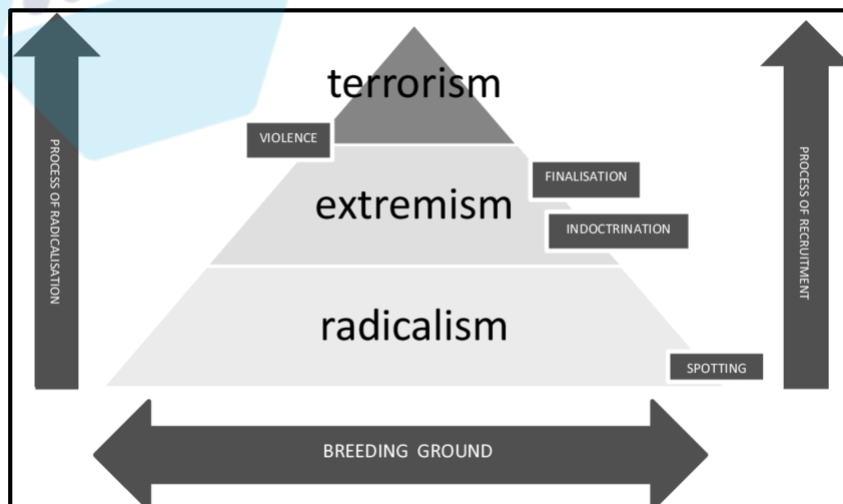 terrorism
VIOLENCE
PROCESS OF RADICALISATION
PROCESS OF RECRUITMENT
FINALISATION
extremism
INDOCTRINATION
radicalism
SPOTTING
BREEDING GROUND